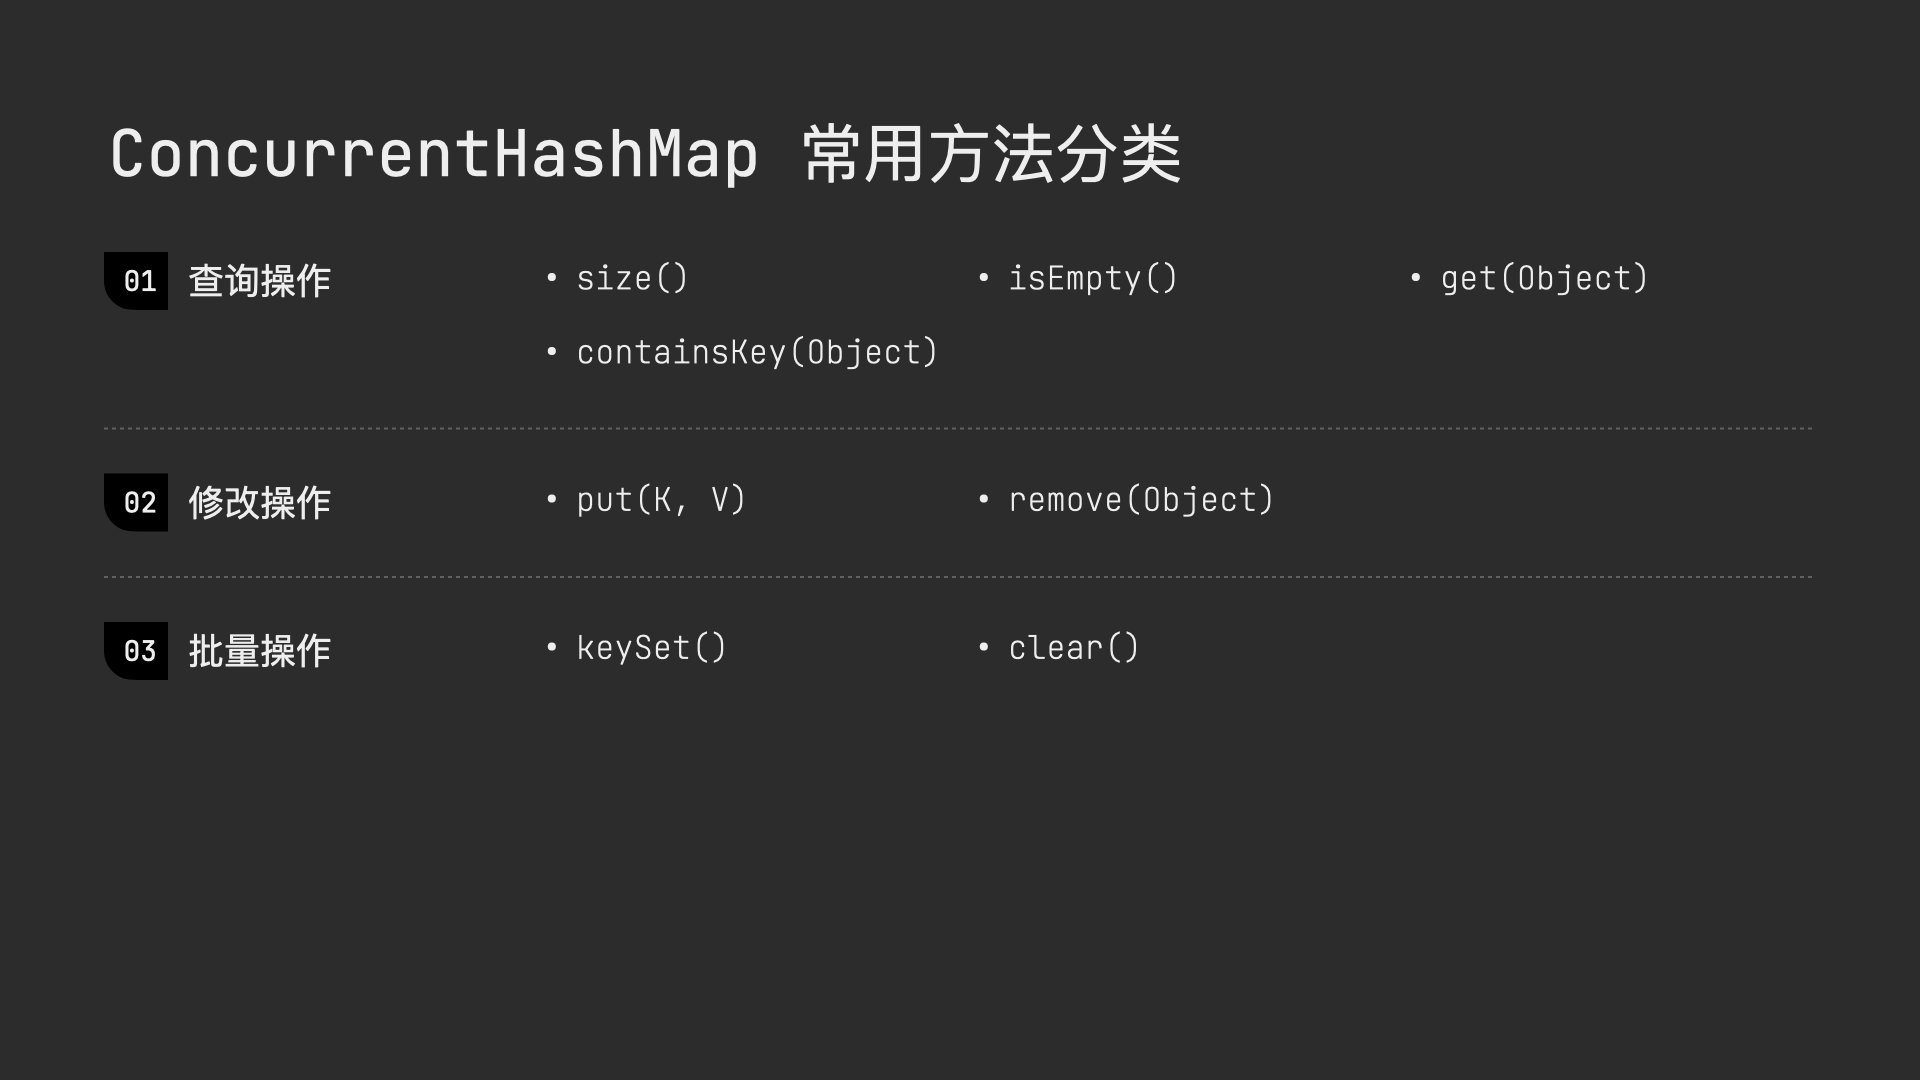 ConcurrentHashMap 常用方法分类
01 查询操作
• size()
• isEmpty()
• get(Object)
• containsKey(Object)
02 修改操作
• put(K, V)
• remove(Object)
03 批量操作
• keySet()
• clear()